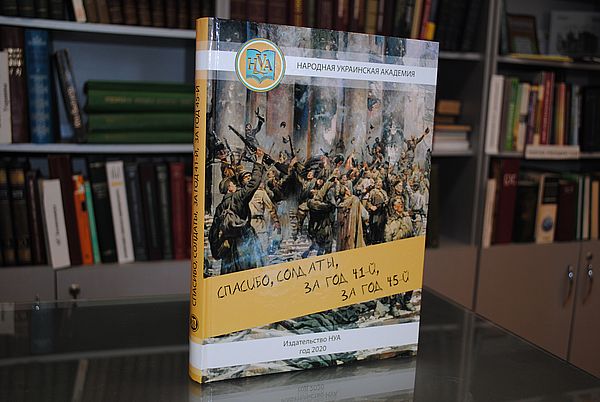 НУА
НАРОДНАЯ УКРАИНСКАЯ АКАДЕМИЯ
СПАСИБО, СОЛДАТЫ,
ЗА ГОД 41-Й,
ЗА ГОД 45-Й
Издательство НУА
год 2020
СПАСИБО, СОЛДАТЫ, ЗА ГОД 41-Й, ЗА ГОД 45-Й